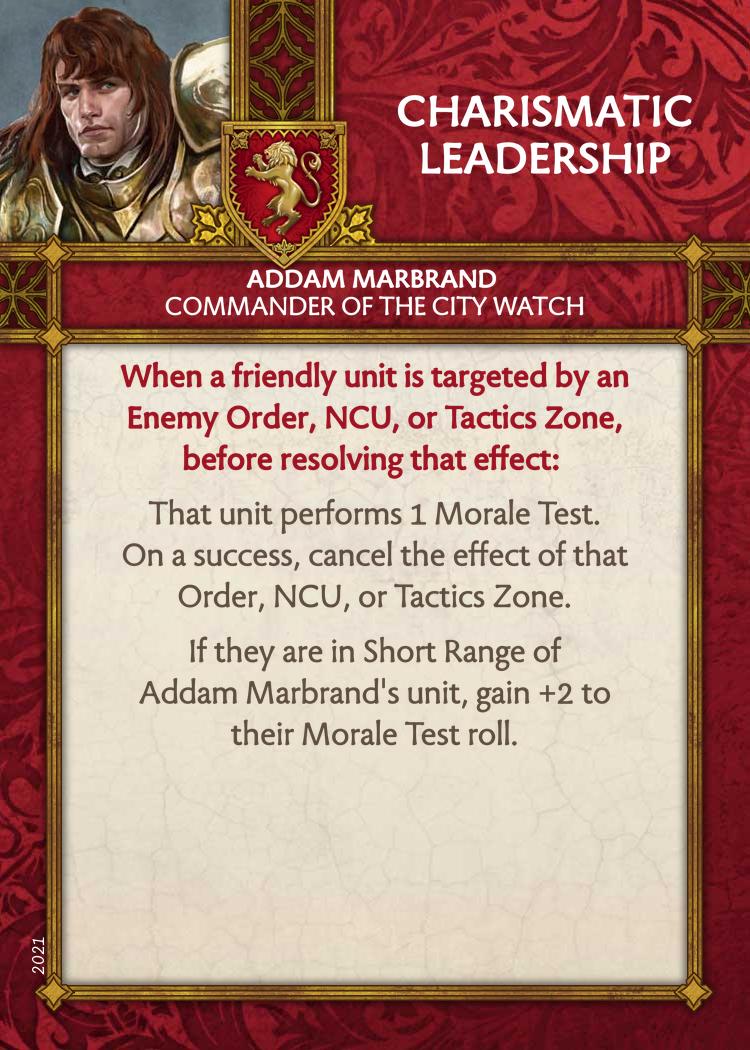 CHARISMATIC
LEADERSHIP
ADDAM MARBRAND
COMMANDER OF THE CITY WATCH
When a friendly unit is targeted by an
Enemy Order, NCU, or Tactics Zone,
before resolving that effect:
That unit performs 1 Morale Test.
On a success, cancel the effect of that
Order, NCU, or Tactics Zone.
If they are in Short Range of
Addam Marbrand's unit, gain +2 to
their Morale Test roll.
2021